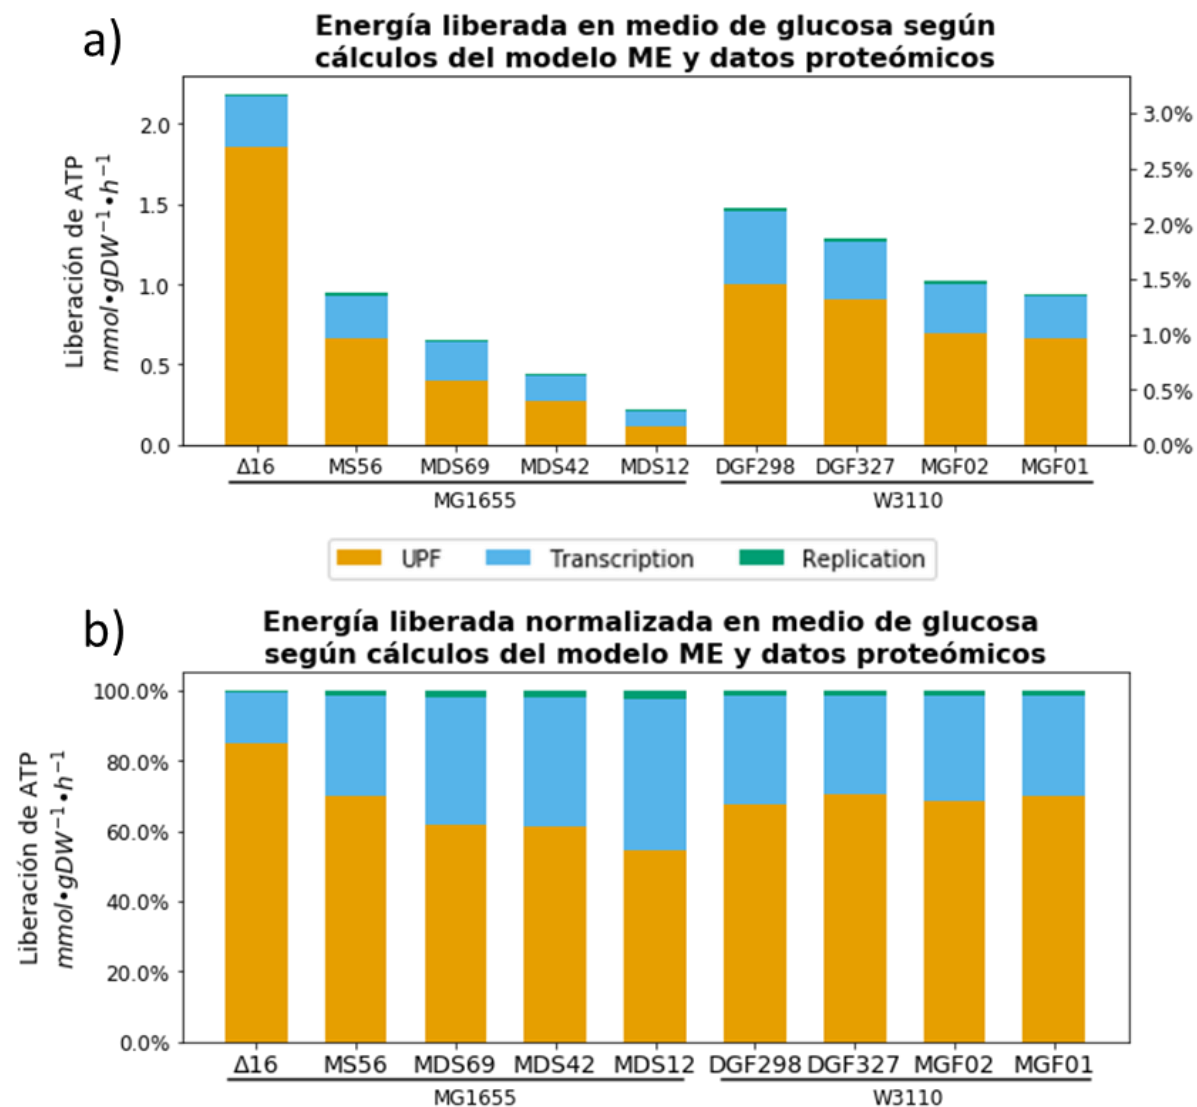 a)
Energía liberada en medio de glucosa según
cálculos del modelo ME y datos proteómicos
Liberación de ATP
mmol•gDW⁻¹•h⁻¹
2.0
1.5
1.0
0.5
0.0
3.0%
2.5%
2.0%
1.5%
1.0%
0.5%
0.0%
Δ16 MS56 MDS69 MDS42 MDS12 DGF298 DGF327 MGF02 MGF01
MG1655 W3110
UPF Transcription Replication
b)
Energía liberada normalizada en medio de glucosa
según cálculos del modelo ME y datos proteómicos
Liberación de ATP
mmol•gDW⁻¹•h⁻¹
100.0%
80.0%
60.0%
40.0%
20.0%
0.0%
Δ16 MS56 MDS69 MDS42 MDS12 DGF298 DGF327 MGF02 MGF01
MG1655 W3110